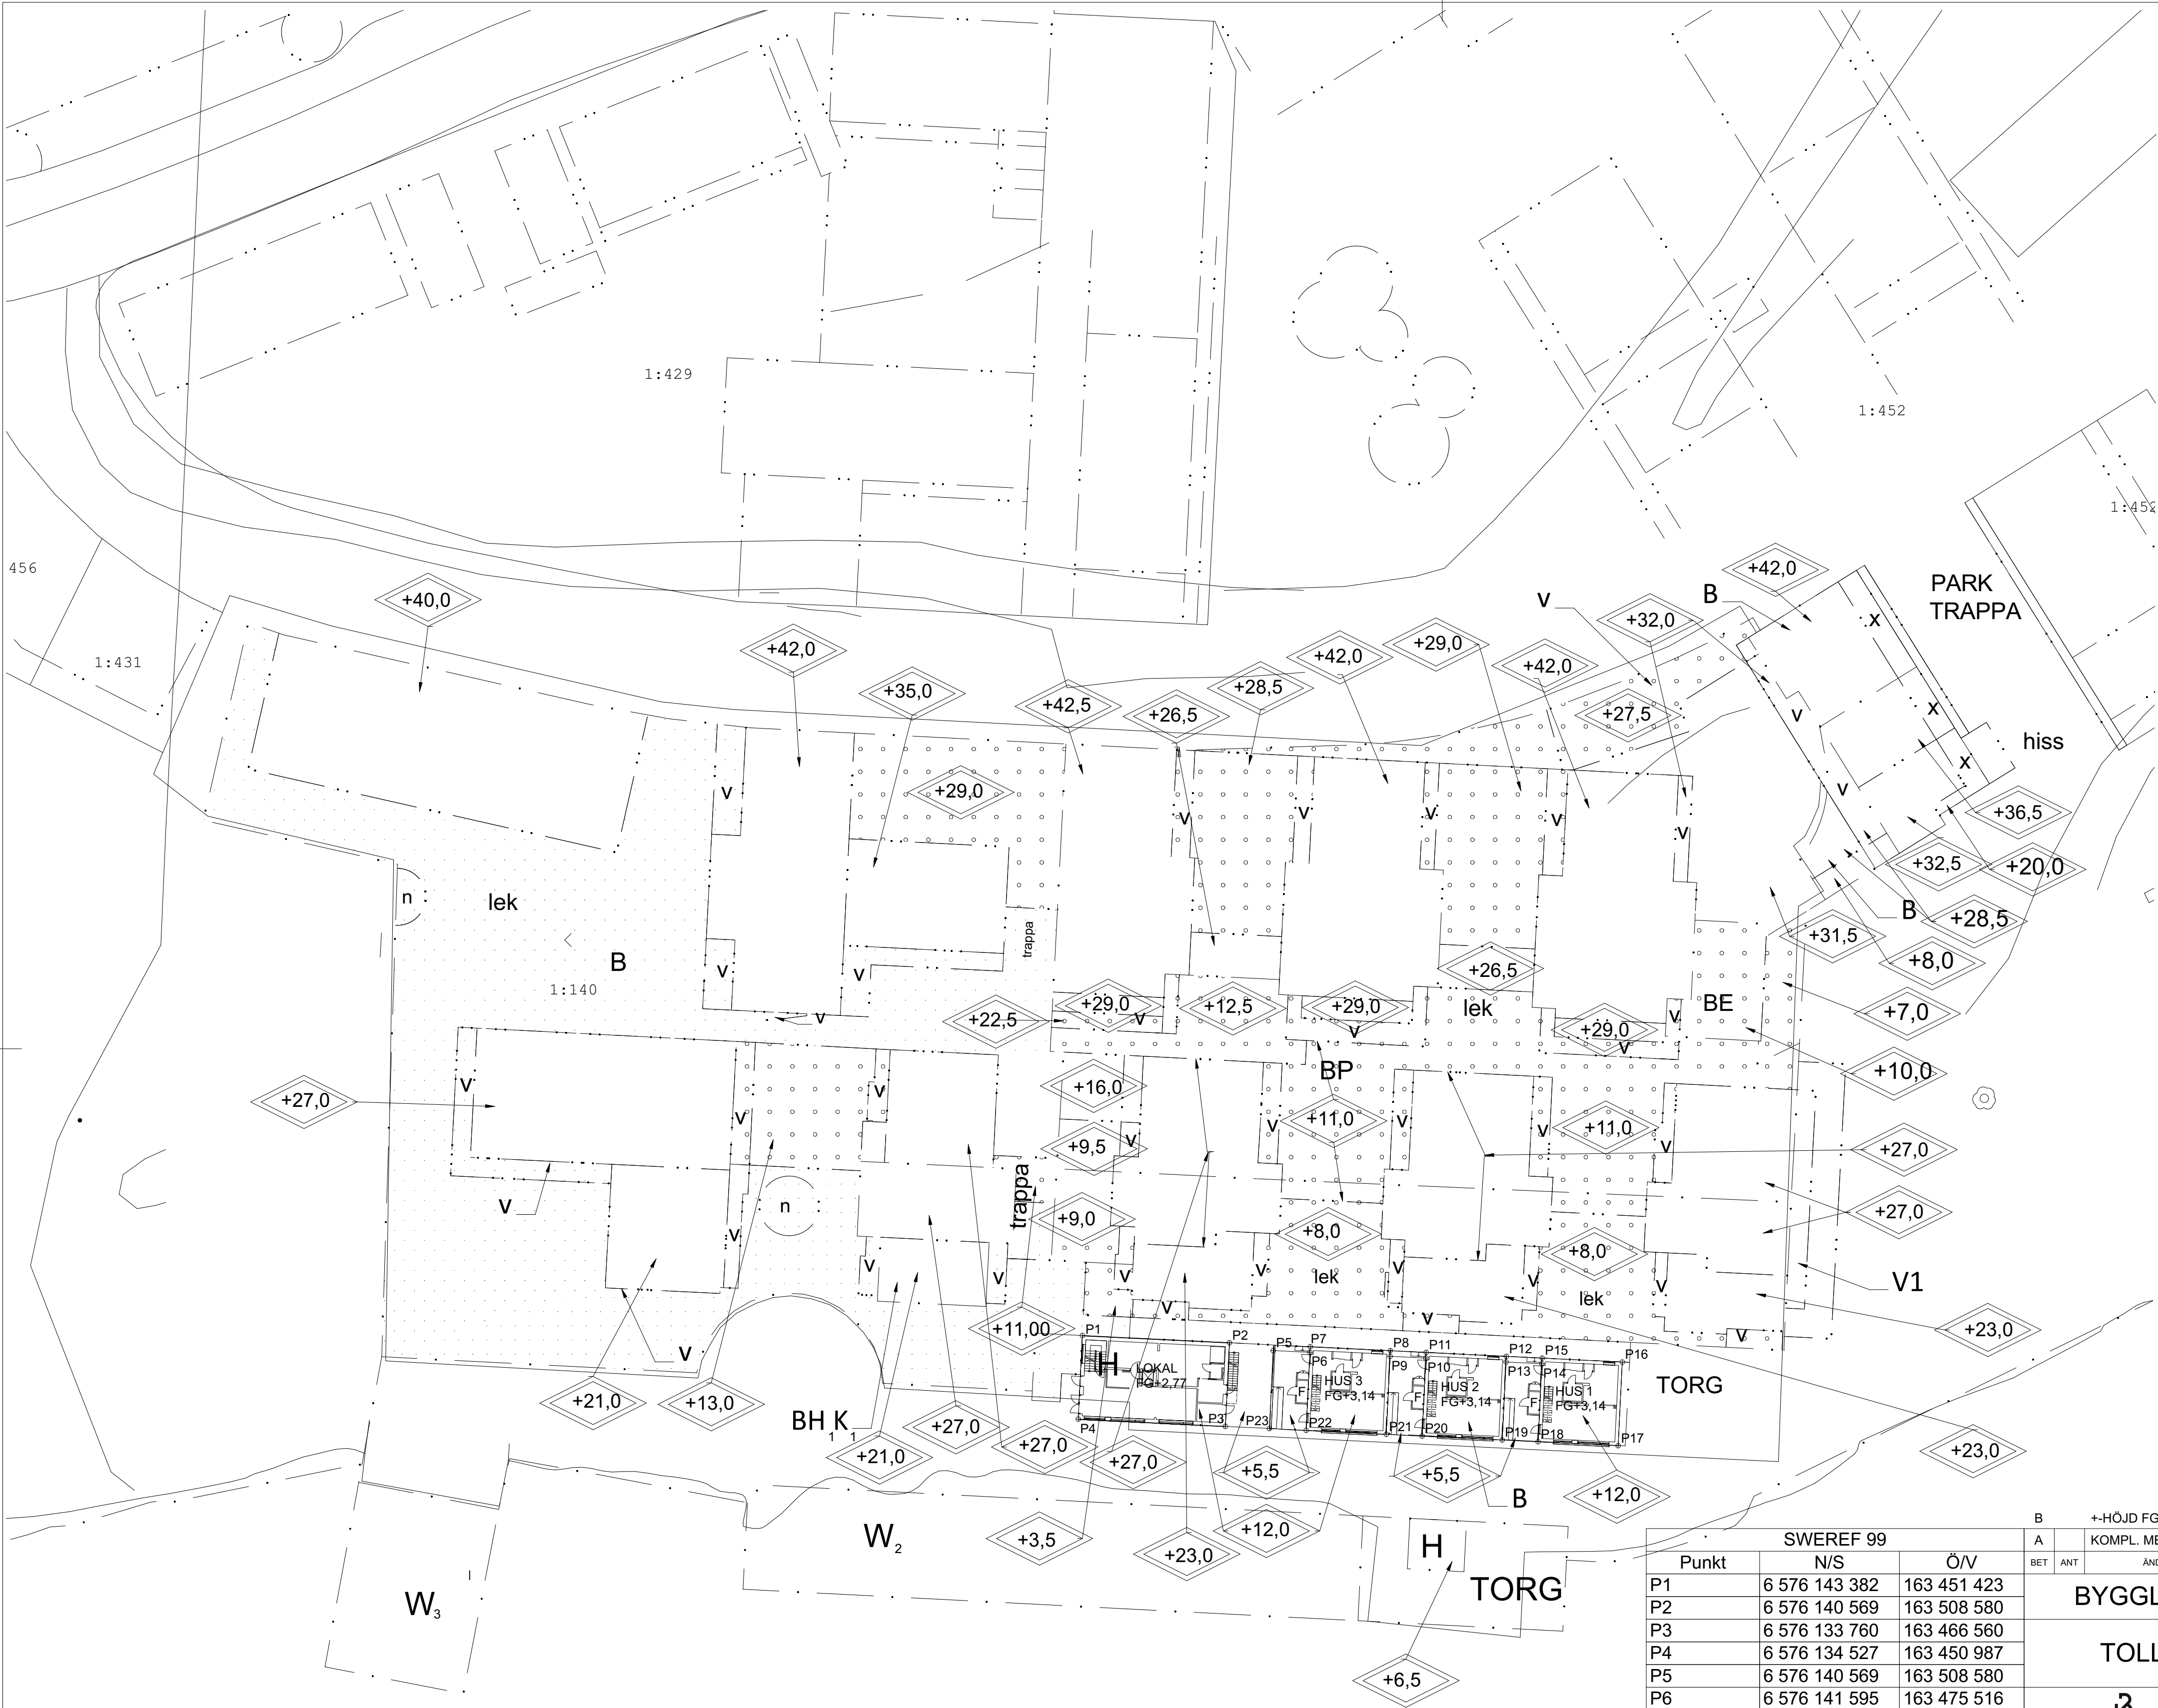 1:429
1:452
1:452
456
+40,0
+42,0
PARK
TRAPPA
v
B
+32,0
x
1:431
+42,0
+35,0
+42,5
+26,5
+28,5
+42,0
+29,0
+42,0
+27,5
v
x
hiss
x
v
v
+29,0
v
v
v
v
v
+36,5
+32,5
+20,0
n
lek
B
+28,5
+31,5
trappa
B
v
v
+26,5
+8,0
1:140
v
+22,5
+29,0
v
+12,5
+29,0
v
lek
+29,0
v
v
BE
+7,0
+27,0
v
v
v
+16,0
BP
+10,0
+11,0
+11,0
v
v
+9,5
v
v
v
+27,0
v
n
trappa
+9,0
+8,0
+8,0
+27,0
v
v
v
v
v
lek
v
lek
v
V1
v
v
v
+23,0
v
+11,00
P1
P2
P5
P7
P8
P11
P12
P15
P16
H
LOKAL
FG+2,77
P6
P9
P10
P13
P14
HUS 3
FG+3,14
HUS 2
FG+3,14
HUS 1
FG+3,14
F
F
F
TORG
+21,0
+13,0
BH1 K1
+27,0
P4
P3
P23
P22
P21
P20
P19
P18
P17
+21,0
+27,0
+27,0
+5,5
+5,5
+12,0
+23,0
B
W2
+3,5
+23,0
+12,0
H
TORG
W3
+6,5
B +-HÖJD FG
SWEREF 99 A KOMPL. ME
Punkt N/S Ö/V BET ANT
P1 6 576 143 382 163 451 423
BYGGL
P2 6 576 140 569 163 508 580
P3 6 576 133 760 163 466 560
P4 6 576 134 527 163 450 987
TOLL
P5 6 576 140 569 163 508 580
P6 6 576 141 595 163 475 516